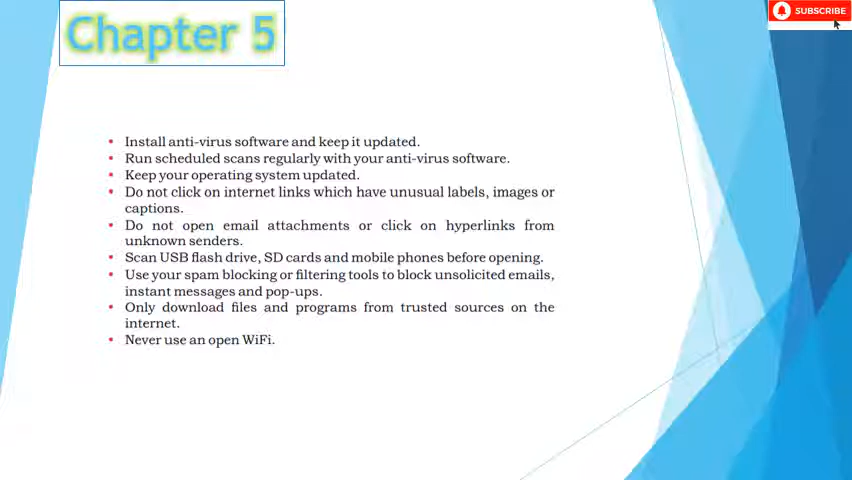 Chapter 5
SUBSCRIBE
• Install anti-virus software and keep it updated.
• Run scheduled scans regularly with your anti-virus software.
• Keep your operating system updated.
• Do not click on internet links which have unusual labels, images or
captions.
• Do not open email attachments or click on hyperlinks from
unknown senders.
• Scan USB flash drive, SD cards and mobile phones before opening.
• Use your spam blocking or filtering tools to block unsolicited emails,
instant messages and pop-ups.
• Only download files and programs from trusted sources on the
internet.
• Never use an open WiFi.